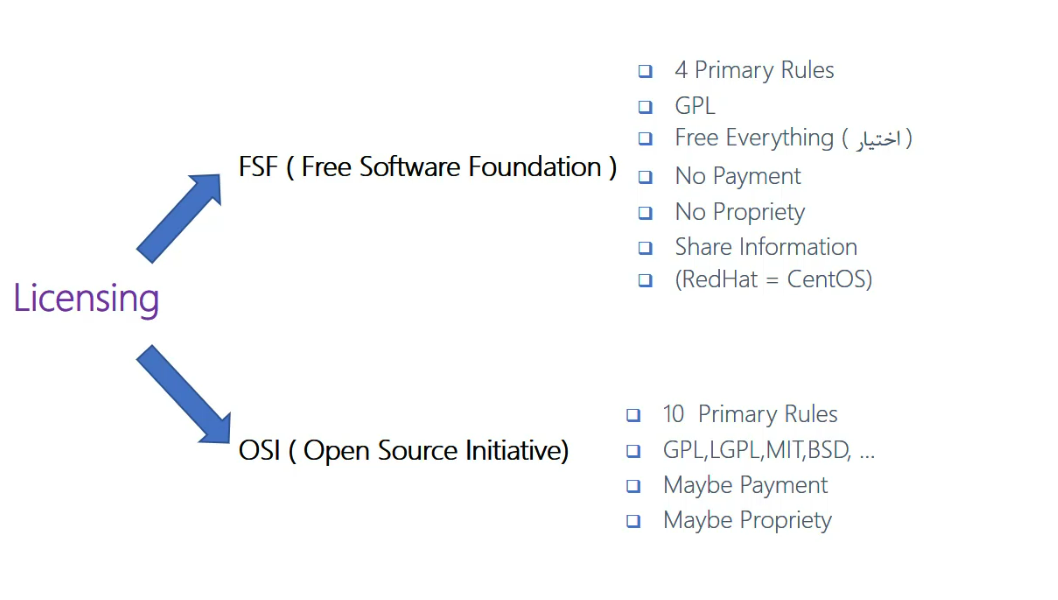 Licensing
FSF ( Free Software Foundation )
4 Primary Rules
GPL
Free Everything ( اختیار )
No Payment
No Propriety
Share Information
(RedHat = CentOS)
OSI ( Open Source Initiative)
10 Primary Rules
GPL,LGPL,MIT,BSD, ...
Maybe Payment
Maybe Propriety